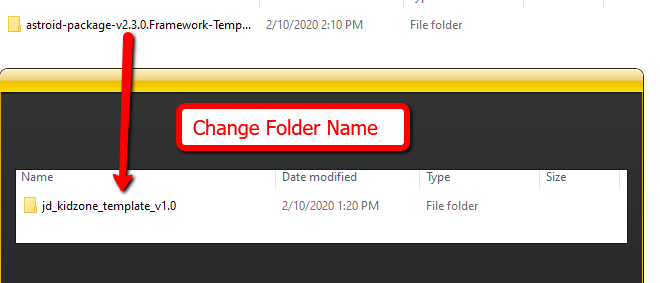 astroid-package-v2.3.0.Framework-Temp... 2/10/2020 2:10 PM File folder
Change Folder Name
Name Date modified Type Size
jd_kidzone_template_v1.0 2/10/2020 1:20 PM File folder